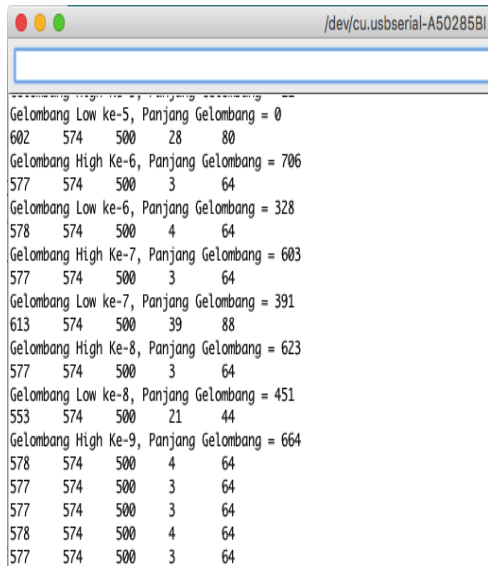 /dev/cu.usbserial-A50285BI
Gelombang Low ke-5, Panjang Gelombang = 0
602 574 500 28 80
Gelombang High Ke-6, Panjang Gelombang = 706
577 574 500 3 64
Gelombang Low ke-6, Panjang Gelombang = 328
578 574 500 4 64
Gelombang High Ke-7, Panjang Gelombang = 603
577 574 500 3 64
Gelombang Low ke-7, Panjang Gelombang = 391
613 574 500 39 88
Gelombang High Ke-8, Panjang Gelombang = 623
577 574 500 3 64
Gelombang Low ke-8, Panjang Gelombang = 451
553 574 500 21 44
Gelombang High Ke-9, Panjang Gelombang = 664
578 574 500 4 64
577 574 500 3 64
577 574 500 3 64
578 574 500 4 64
577 574 500 3 64